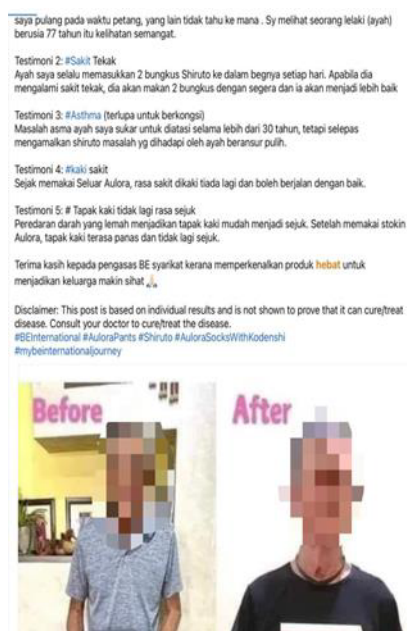 saya pulang pada waktu petang, yang lain tidak tahu ke mana . Sy melihat seorang lelaki (ayah)
berusia 77 tahun itu kelihatan semangat.
Testimoni 2: #Sakit Tekak
Ayah saya selalu memasukkan 2 bungkus Shiruto ke dalam begnya setiap hari. Apabila dia
mengalami sakit tekak, dia akan makan 2 bungkus dengan segera dan ia akan menjadi lebih baik
Testimoni 3: #Asthma (terlupa untuk berkongsi)
Masalah asma ayah saya sukar untuk diatasi selama lebih dari 30 tahun, tetapi selepas
mengamalkan shiruto masalah yg dihadapi oleh ayah beransur pulih.
Testimoni 4: #kaki sakit
Sejak memakai Seluar Aulora, rasa sakit dikaki tiada lagi dan boleh berjalan dengan baik.
Testimoni 5: # Tapak kaki tidak lagi rasa sejuk
Peredaran darah yang lemah menjadikan tapak kaki mudah menjadi sejuk. Setelah memakai stokin
Aulora, tapak kaki terasa panas dan tidak lagi sejuk.
Terima kasih kepada pengasas BE syarikat kerana memperkenalkan produk hebat untuk
menjadikan keluarga makin sihat 🙏
Disclaimer: This post is based on individual results and is not shown to prove that it can cure/treat
disease. Consult your doctor to cure/treat the disease.
#BEInternational #AuloraPants #Shiruto #AuloraSocksWithKodenshi
#mybeinternationaljourney
Before
After